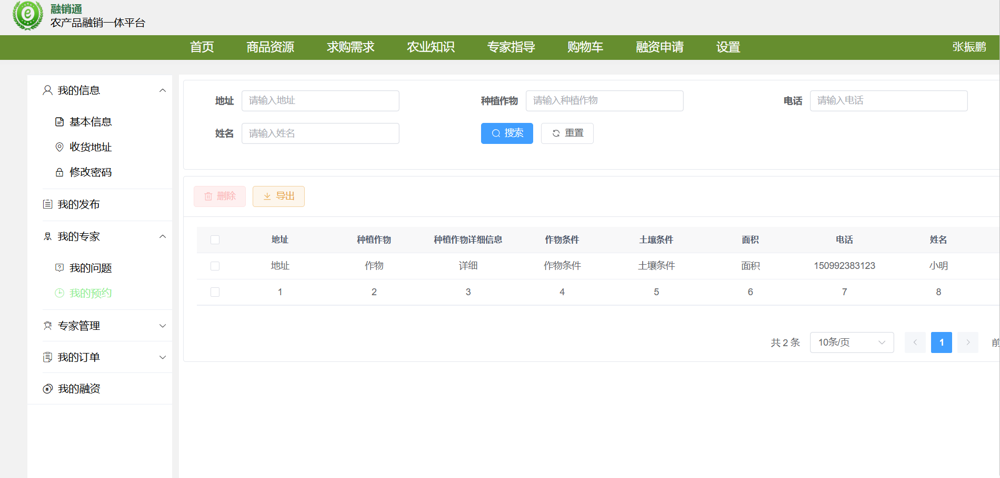 融销通
农产品融销一体平台
首页 商品资源 求购需求 农业知识 专家指导 购物车 融资申请 设置 张振鹏
我的信息
基本信息
收货地址
修改密码
我的发布
我的专家
我的问题
我的预约
专家管理
我的订单
我的融资
地址 请输入地址 种植作物 请输入种植作物 电话 请输入电话
姓名 请输入姓名 搜索 重置
删除 导出
地址 种植作物 种植作物详细信息 作物条件 土壤条件 面积 电话 姓名
地址 作物 详细 作物条件 土壤条件 面积 150992383123 小明
1 2 3 4 5 6 7 8
共 2 条 10条/页 1 前